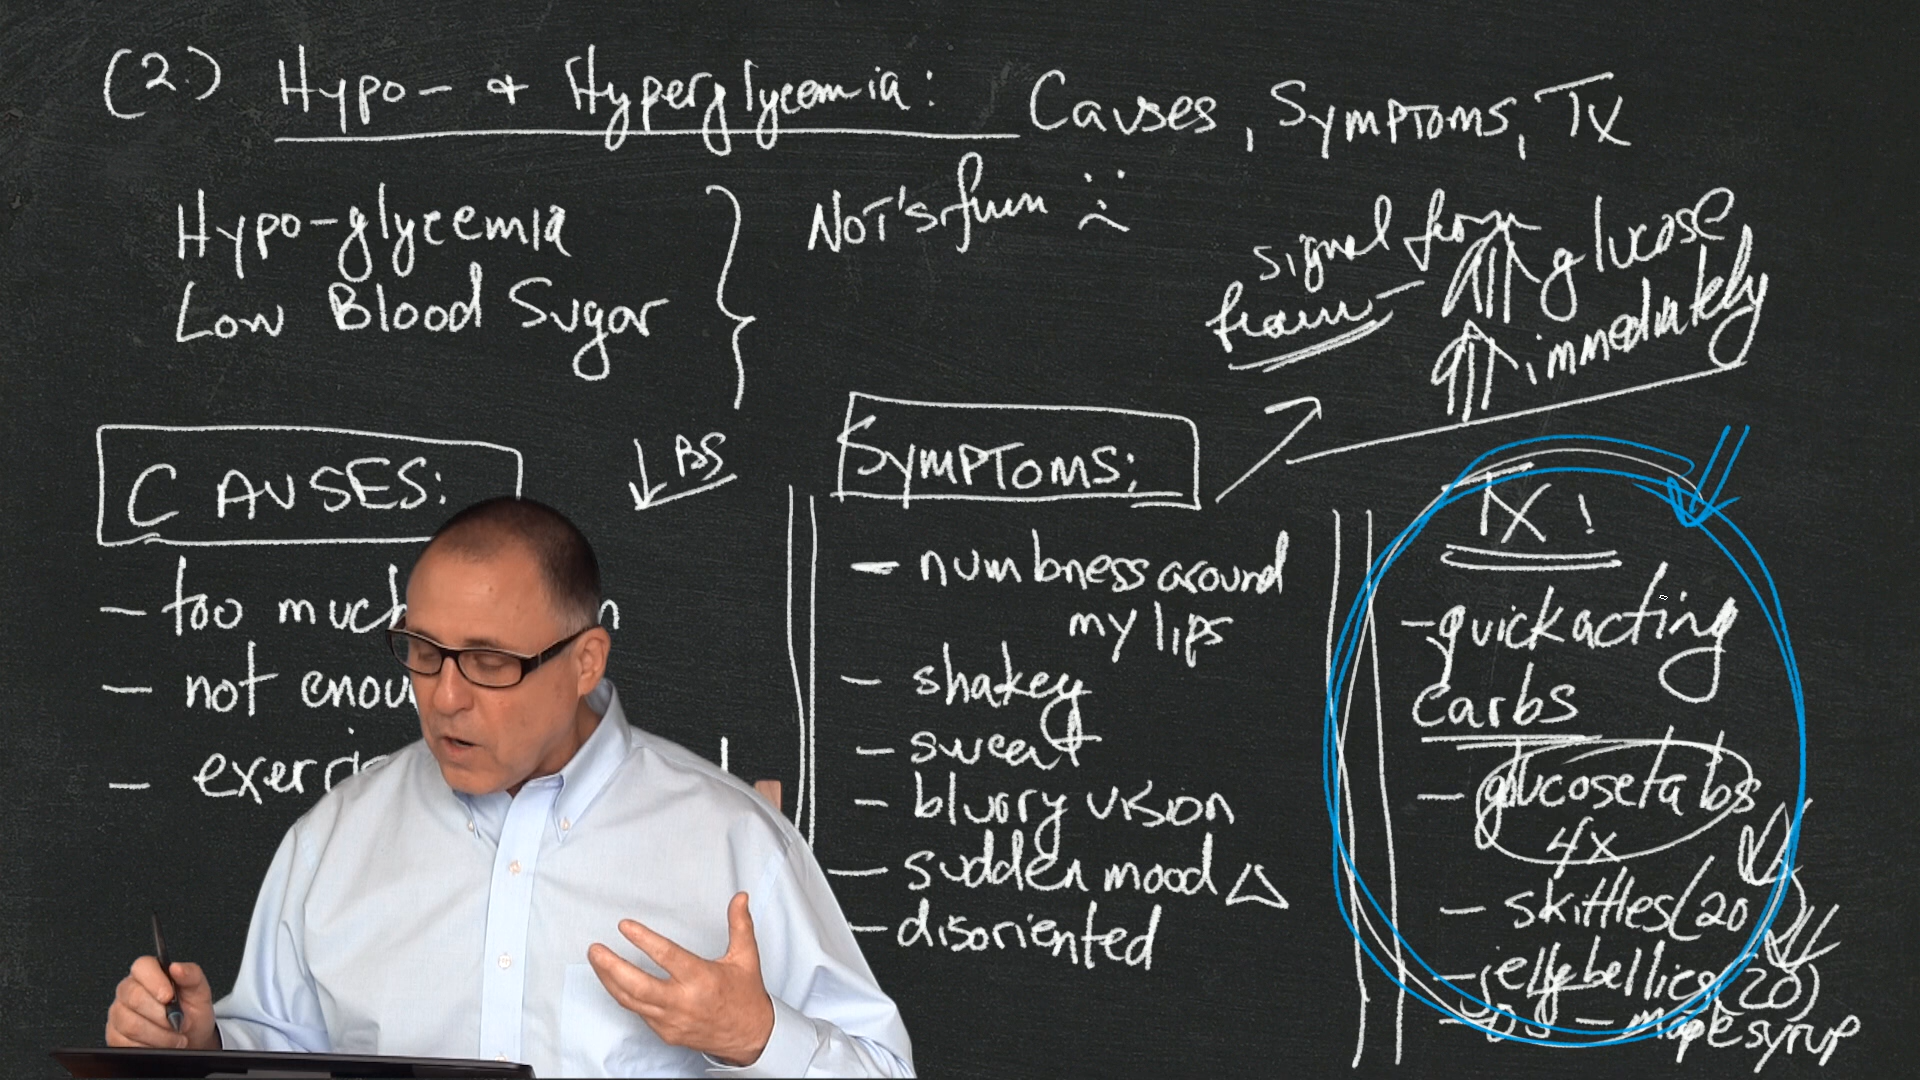 (2.) Hypo- & Hyperglycemia: Causes, Symptoms, Tx
Hypo-glycemia
Low Blood Sugar
NOT's fun
signal from
brain
glucose
immediately
CAUSES:
↓ BS
- too much
- not
-
SYMPTOMS:
- numbness around
my lips
- shakey
- sweat
- blurry vision
- sudden mood Δ
- disoriented
TX!
- quick acting
carbs
- glucose tabs
4x
- skittles (20)
- jelly bellies (20)
- maple syrup